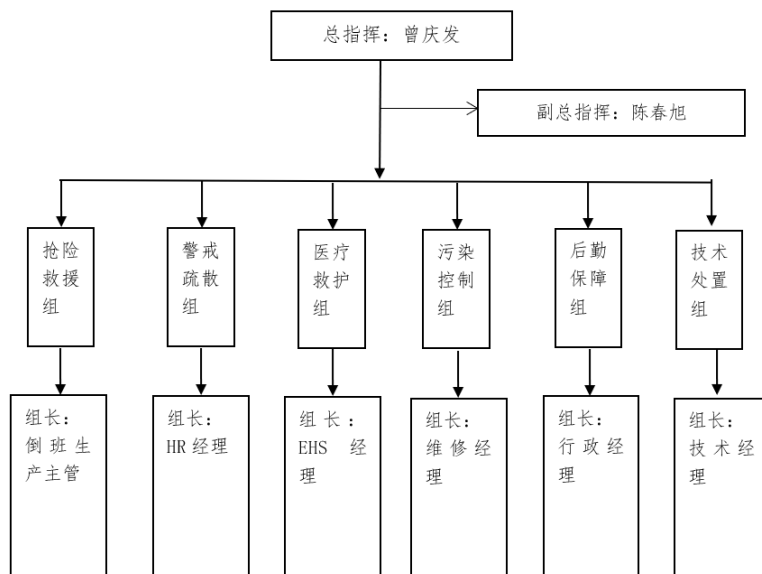 总指挥：曾庆发
副总指挥：陈春旭
抢险
救援
组
警戒
疏散
组
医疗
救护
组
污染
控制
组
后勤
保障
组
技术
处置
组
组长：
倒班生
产主管
组长：
HR 经理
组长：
EHS 经
理
组长：
维修经
理
组长：
行政经
理
组长：
技术经
理